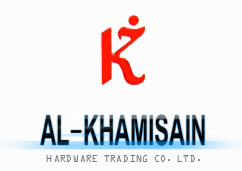 K
AL-KHAMISAIN
HARDWARE TRADING CO. LTD.